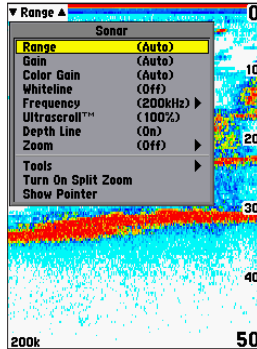 ▼ Range ▲
0
Sonar
Range (Auto)
Gain (Auto)
Color Gain (Auto)
Whiteline (Off)
Frequency (200kHz) ▶
Ultrascroll™ (100%)
Depth Line (On)
Zoom (Off) ▶
Tools ▶
Turn On Split Zoom
Show Pointer
10
20
30
40
200k
50